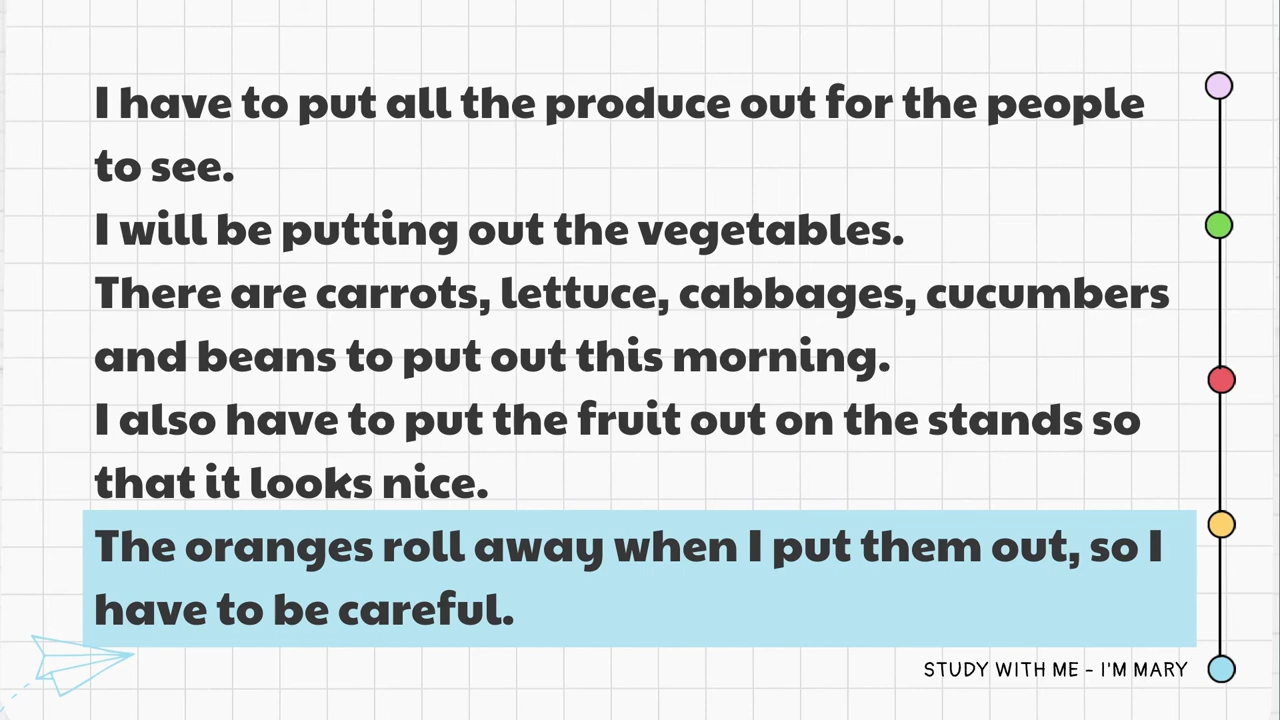 I have to put all the produce out for the people
to see.
I will be putting out the vegetables.
There are carrots, lettuce, cabbages, cucumbers
and beans to put out this morning.
I also have to put the fruit out on the stands so
that it looks nice.
The oranges roll away when I put them out, so I
have to be careful.
STUDY WITH ME - I'M MARY